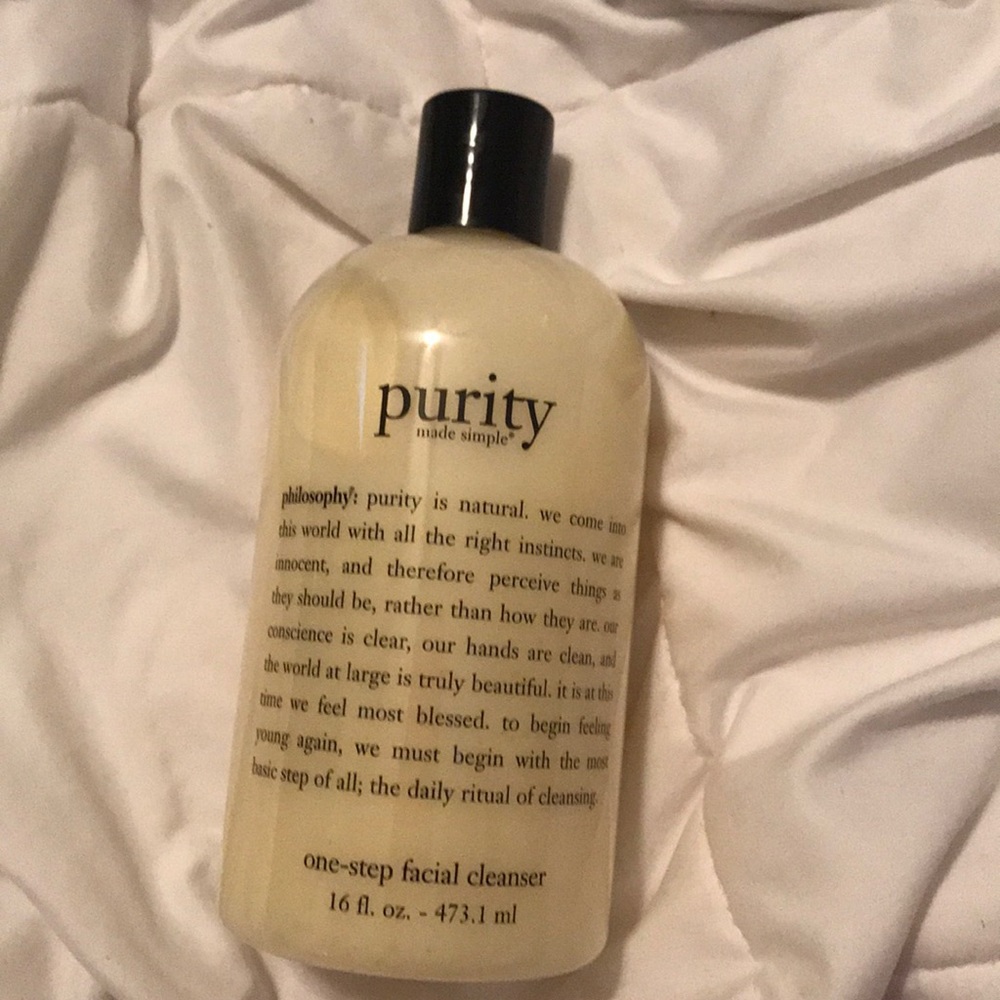 purity
made simple®
philosophy®: purity is natural. we come into
this world with all the right instincts. we are
innocent, and therefore perceive things as
they should be, rather than how they are. our
conscience is clear, our hands are clean, and
the world at large is truly beautiful. it is at this
time we feel most blessed. to begin feeling
young again, we must begin with the most
basic step of all; the daily ritual of cleansing.
one-step facial cleanser
16 fl. oz. - 473.1 ml